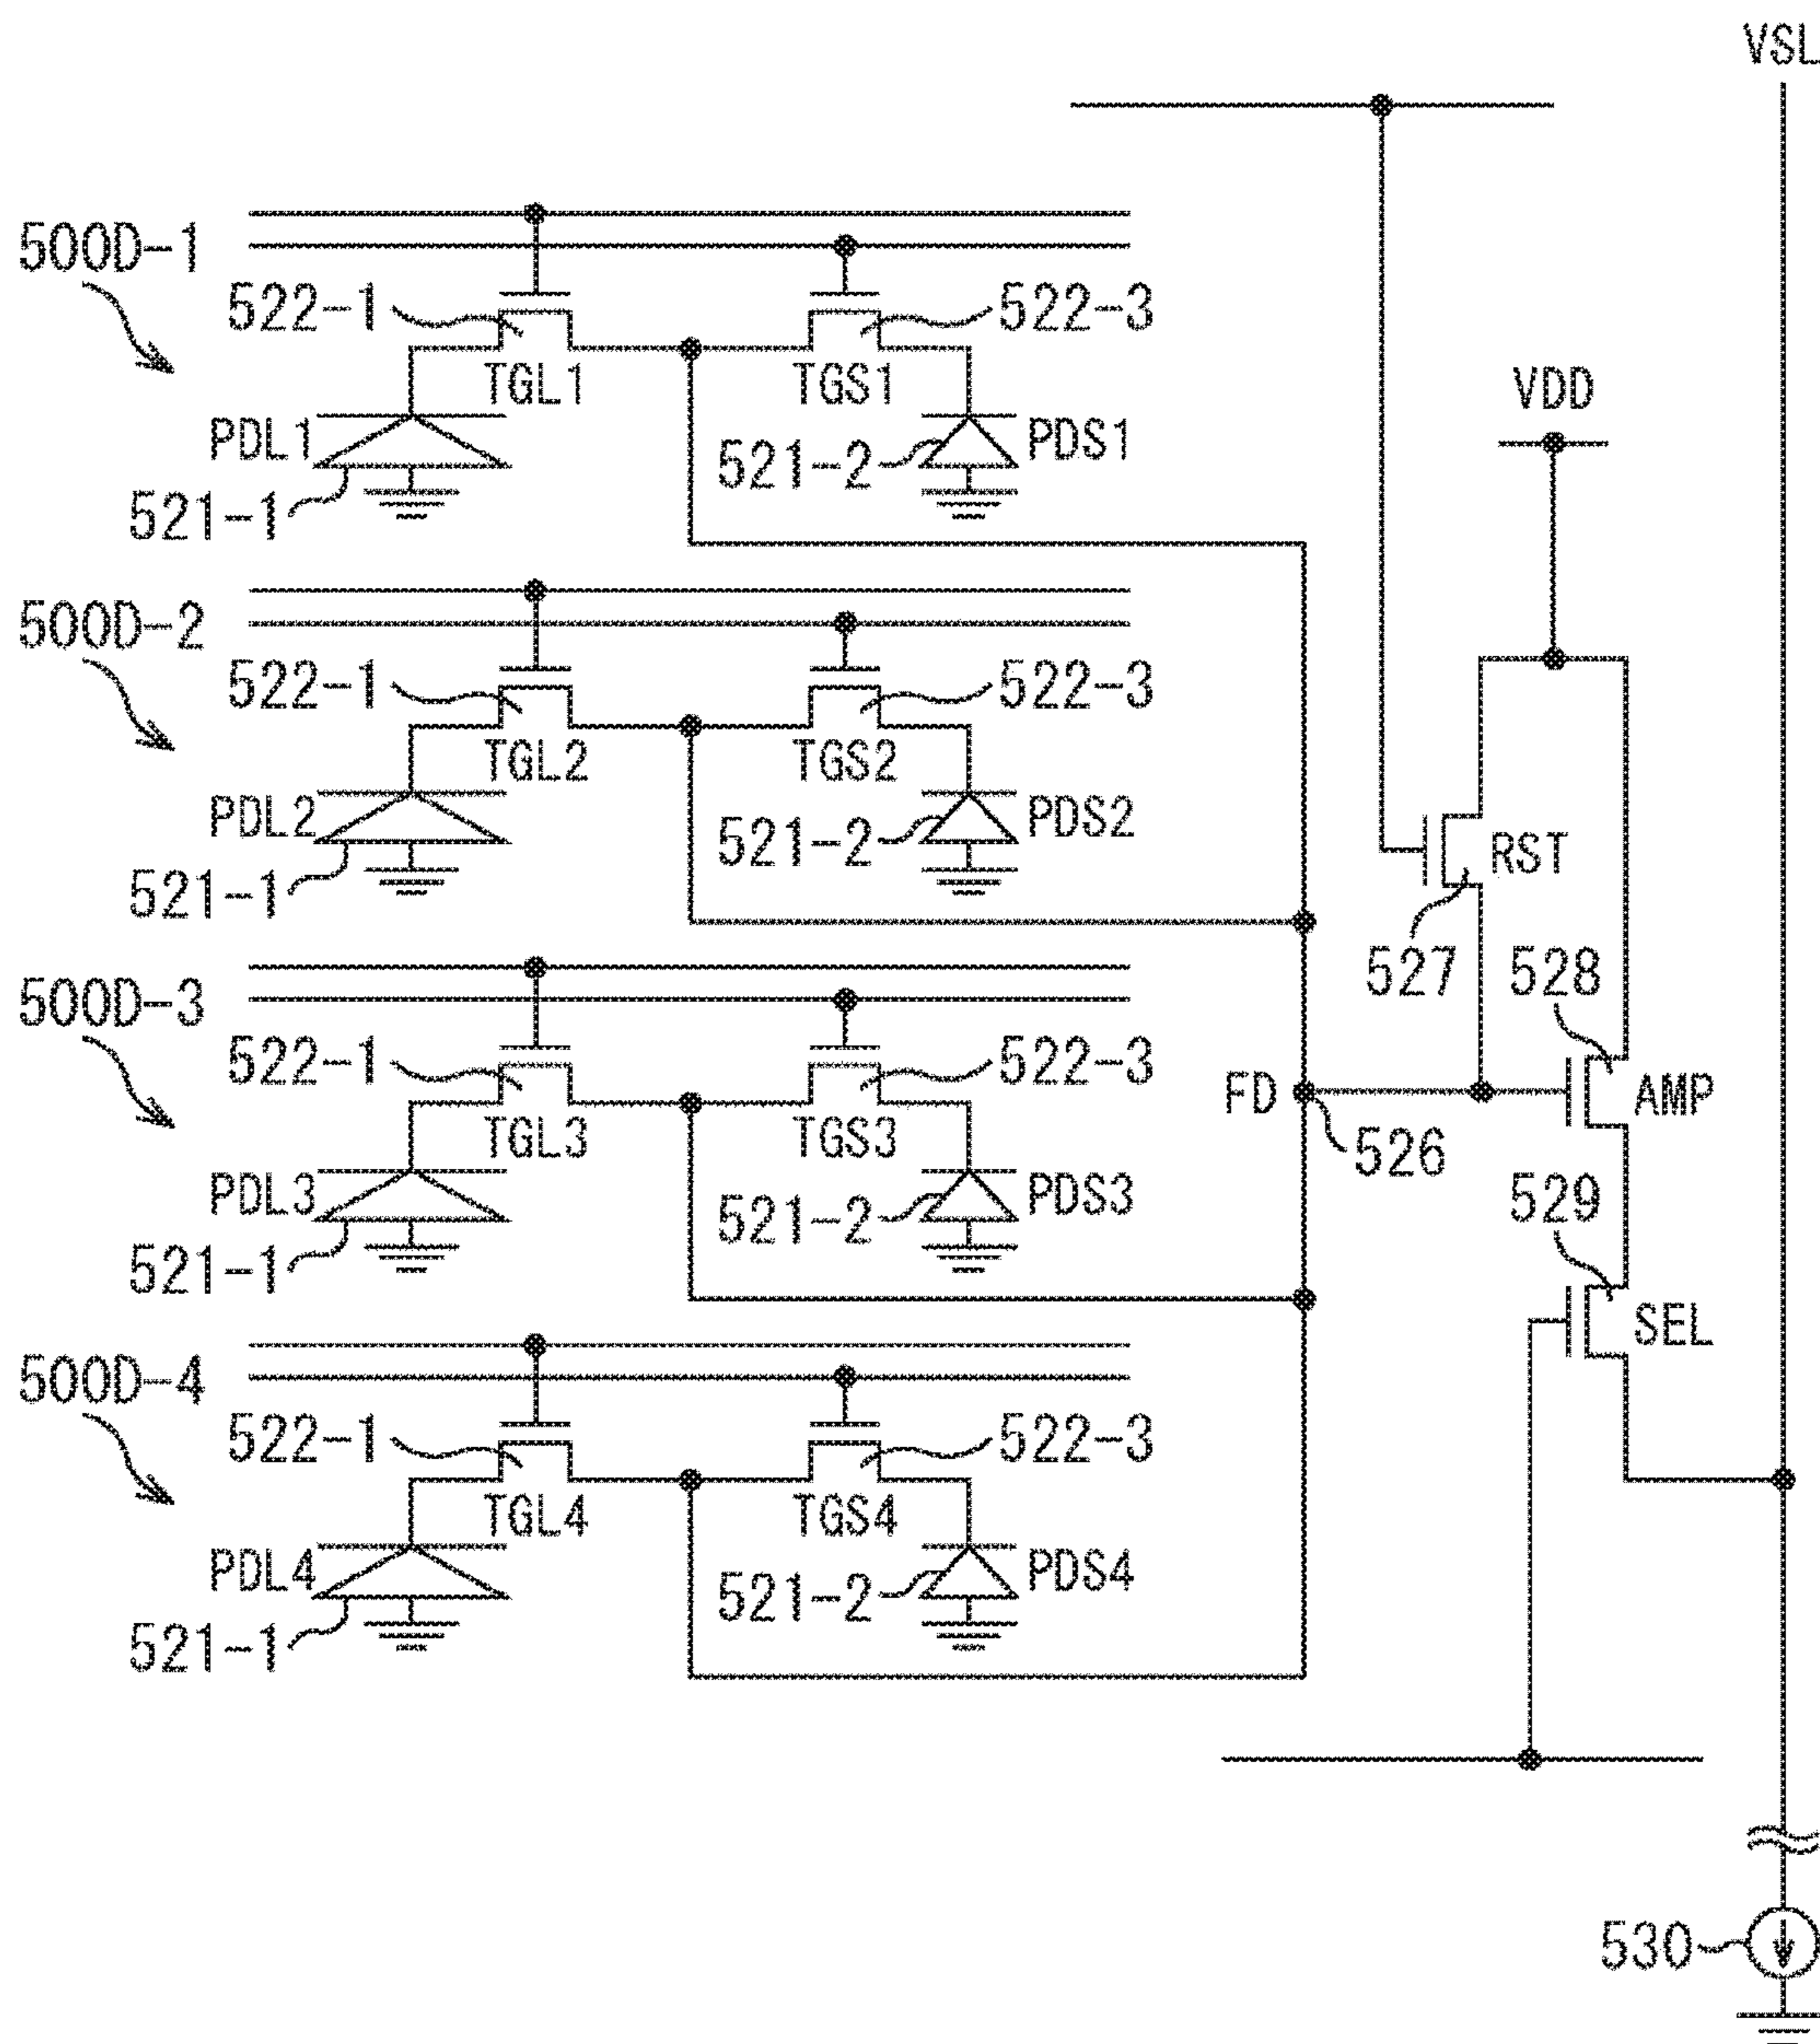 VSL
500D-1
522-1
522-3
TGL1
TGS1
VDD
PDL1
521-2
PDS1
521-1
500D-2
522-1
522-3
TGL2
TGS2
PDL2
521-2
PDS2
521-1
RST
527
528
500D-3
522-1
522-3
FD
AMP
TGL3
TGS3
526
PDL3
521-2
PDS3
529
521-1
SEL
500D-4
522-1
522-3
TGL4
TGS4
PDL4
521-2
PDS4
521-1
530